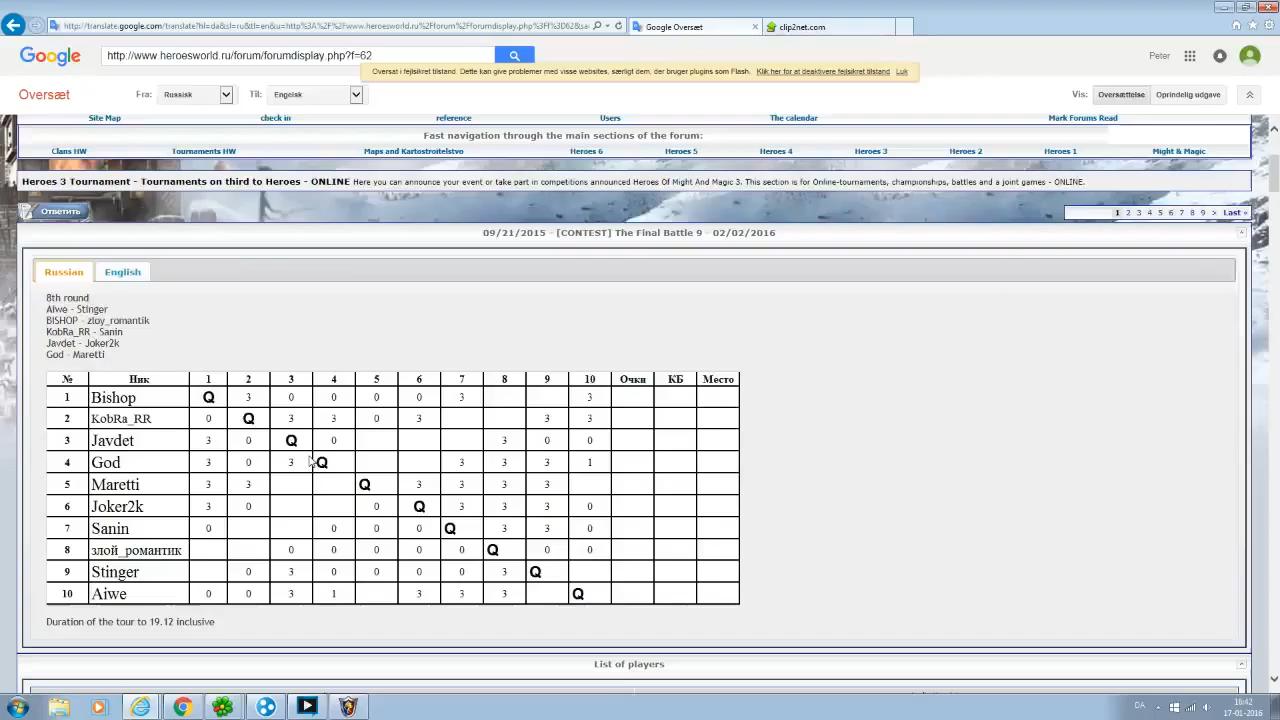 http://translate.google.com/translate?hl=da&sl=ru&tl=en&u=http%3A%2F%2Fwww.heroesworld.ru%2Fforum%2Fforumdisplay.php%3Ff%3D62&sa
Google Oversæt
clip2net.com
Google
http://www.heroesworld.ru/forum/forumdisplay.php?f=62
Peter
Oversat i fejlsikret tilstand. Dette kan give problemer med visse websites, særligt dem, der bruger plugins som Flash. Klik her for at deaktivere fejlsikret tilstand Luk
Oversæt
Fra: Russisk
Til: Engelsk
Vis: Oversættelse Oprindelig udgave
Site Map check in reference Users The calendar Mark Forums Read
Fast navigation through the main sections of the forum:
Clans HW Tournaments HW Maps and Kartostroitelstvo Heroes 6 Heroes 5 Heroes 4 Heroes 3 Heroes 2 Heroes 1 Might & Magic
Heroes 3 Tournament - Tournaments on third to Heroes - ONLINE Here you can announce your event or take part in competitions announced Heroes Of Might And Magic 3. This section is for Online-tournaments, championships, battles and a joint games - ONLINE.
Ответить
1 2 3 4 5 6 7 8 9 > Last »
09/21/2015 - [CONTEST] The Final Battle 9 - 02/02/2016
Russian English
8th round
Aiwe - Stinger
BISHOP - zloy_romantik
KobRa_RR - Sanin
Javdet - Joker2k
God - Maretti
№ Ник 1 2 3 4 5 6 7 8 9 10 Очки КБ Место
1 Bishop Q 3 0 0 0 0 3 3
2 KobRa_RR 0 Q 3 3 0 3 3 3
3 Javdet 3 0 Q 0 3 0 0
4 God 3 0 3 Q 3 3 3 1
5 Maretti 3 3 Q 3 3 3 3
6 Joker2k 3 0 0 Q 3 3 3 0
7 Sanin 0 0 0 0 Q 3 3 0
8 злой_романтик 0 0 0 0 0 Q 0 0
9 Stinger 0 3 0 0 0 0 3 Q
10 Aiwe 0 0 3 1 3 3 3 Q
Duration of the tour to 19.12 inclusive
List of players
DA
18:42
17-01-2016